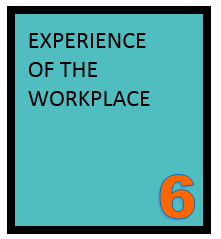 EXPERIENCE
OF THE
WORKPLACE
6